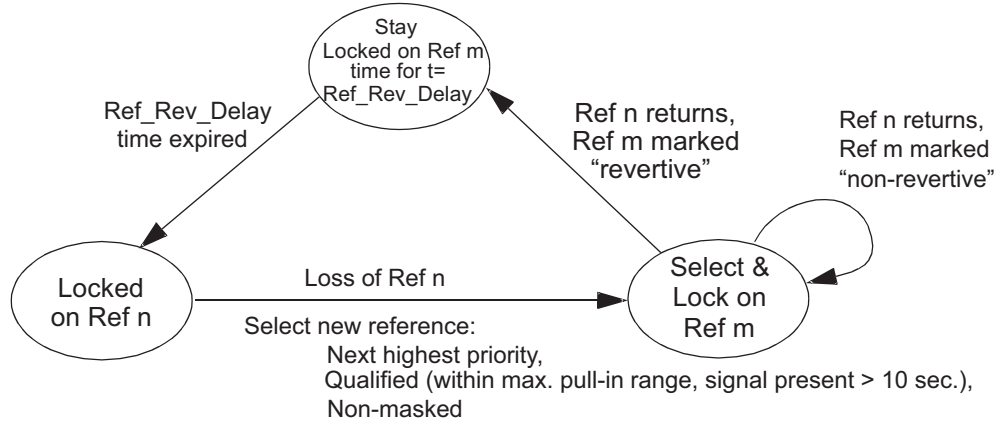 Stay
Locked on Ref m
time for t=
Ref_Rev_Delay
Ref_Rev_Delay
time expired
Ref n returns,
Ref m marked
“revertive”
Ref n returns,
Ref m marked
“non-revertive”
Locked
on Ref n
Loss of Ref n
Select &
Lock on
Ref m
Select new reference:
Next highest priority,
Qualified (within max. pull-in range, signal present > 10 sec.),
Non-masked